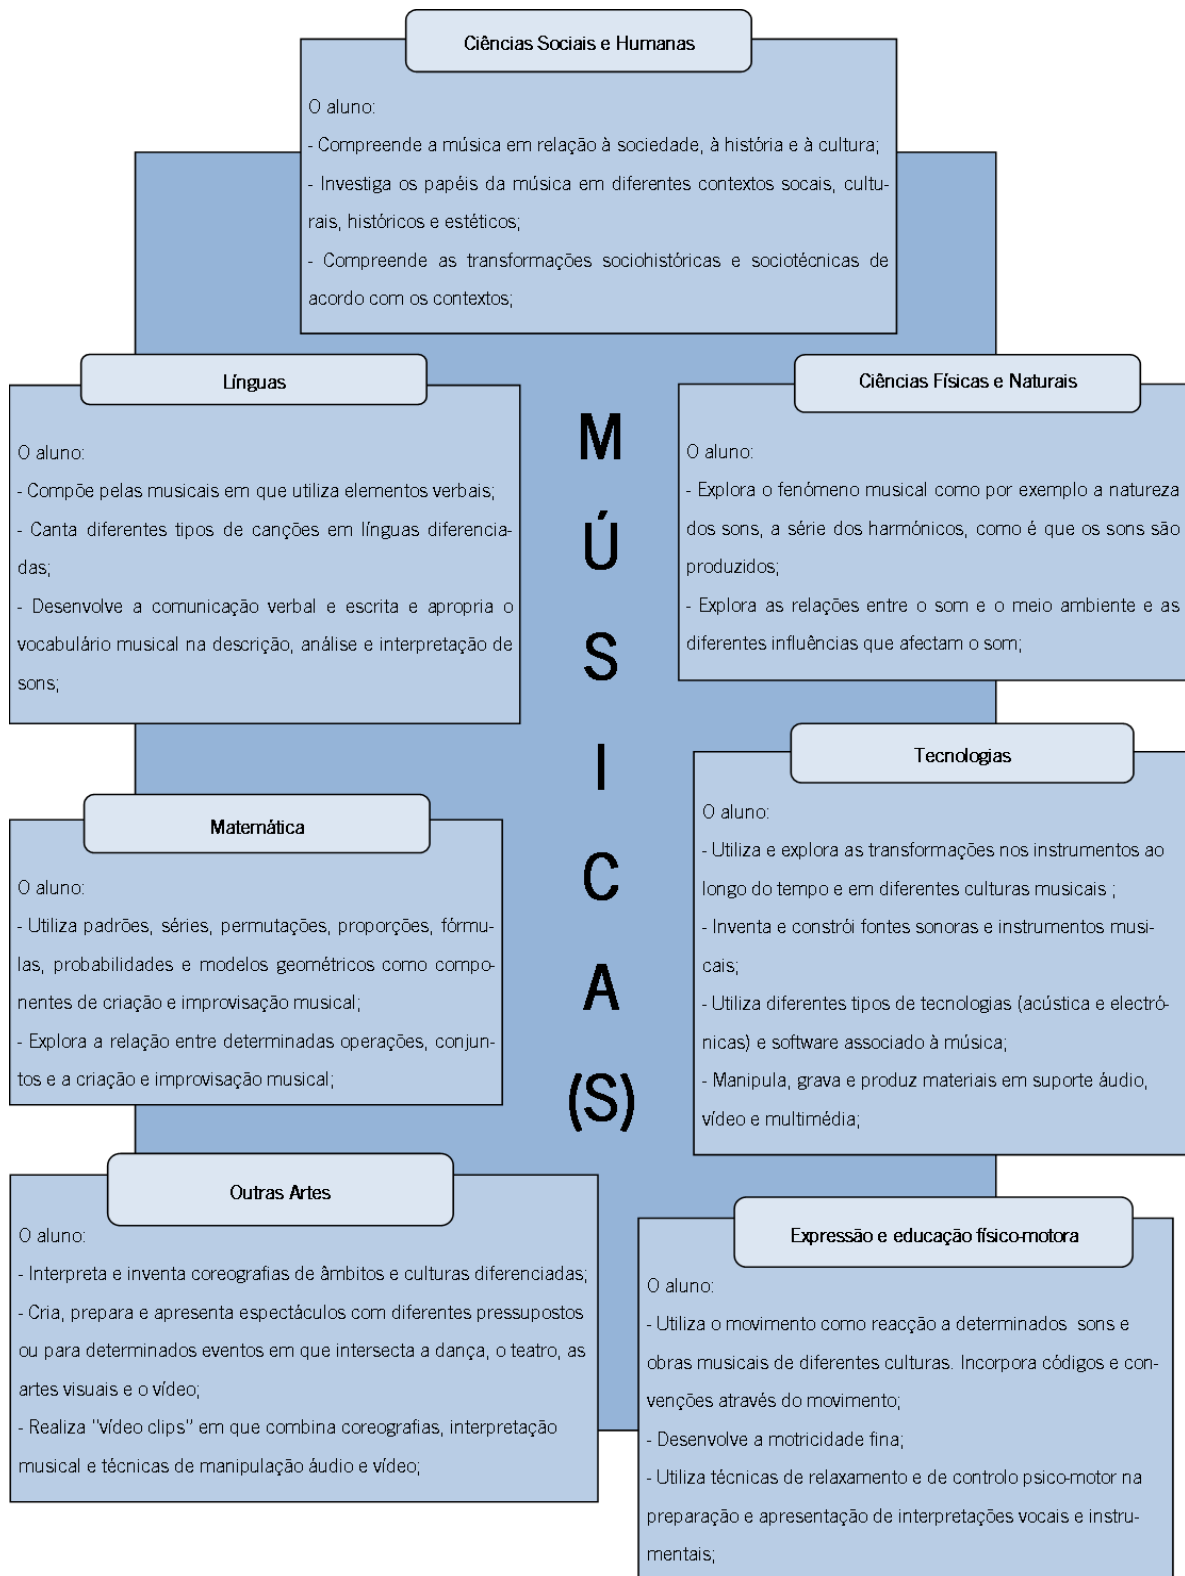 Ciências Sociais e Humanas
O aluno:
- Compreende a música em relação à sociedade, à história e à cultura;
- Investiga os papéis da música em diferentes contextos socais, cultu-
rais, históricos e estéticos;
- Compreende as transformações sociohistóricas e sociotécnicas de
acordo com os contextos;
Línguas
O aluno:
- Compõe pelas musicais em que utiliza elementos verbais;
- Canta diferentes tipos de canções em línguas diferencia-
das;
- Desenvolve a comunicação verbal e escrita e apropria o
vocabulário musical na descrição, análise e interpretação de
sons;
Ciências Físicas e Naturais
O aluno:
- Explora o fenómeno musical como por exemplo a natureza
dos sons, a série dos harmónicos, como é que os sons são
produzidos;
- Explora as relações entre o som e o meio ambiente e as
diferentes influências que afectam o som;
M
Ú
S
I
C
A
(S)
Matemática
O aluno:
- Utiliza padrões, séries, permutações, proporções, fórmu-
las, probabilidades e modelos geométricos como compo-
nentes de criação e improvisação musical;
- Explora a relação entre determinadas operações, conjun-
tos e a criação e improvisação musical;
Tecnologias
O aluno:
- Utiliza e explora as transformações nos instrumentos ao
longo do tempo e em diferentes culturas musicais ;
- Inventa e constrói fontes sonoras e instrumentos musi-
cais;
- Utiliza diferentes tipos de tecnologias (acústica e electró-
nicas) e software associado à música;
- Manipula, grava e produz materiais em suporte áudio,
vídeo e multimédia;
Outras Artes
O aluno:
- Interpreta e inventa coreografias de âmbitos e culturas diferenciadas;
- Cria, prepara e apresenta espectáculos com diferentes pressupostos
ou para determinados eventos em que intersecta a dança, o teatro, as
artes visuais e o vídeo;
- Realiza "vídeo clips" em que combina coreografias, interpretação
musical e técnicas de manipulação áudio e vídeo;
Expressão e educação físico-motora
O aluno:
- Utiliza o movimento como reacção a determinados sons e
obras musicais de diferentes culturas. Incorpora códigos e con-
venções através do movimento;
- Desenvolve a motricidade fina;
- Utiliza técnicas de relaxamento e de controlo psico-motor na
preparação e apresentação de interpretações vocais e instru-
mentais;